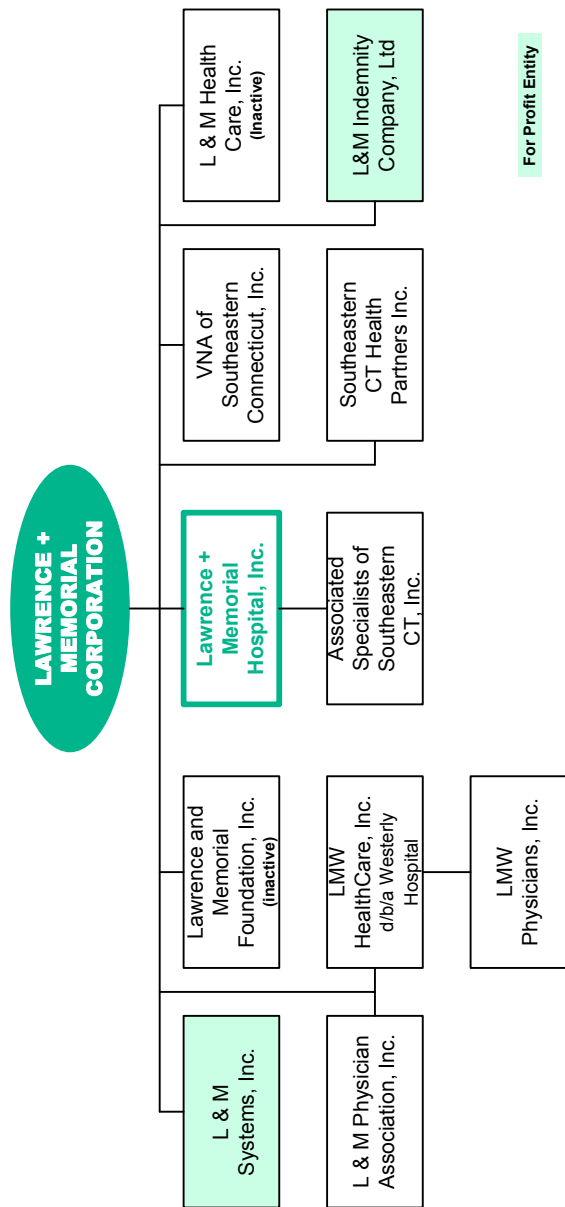 LAWRENCE +
MEMORIAL
CORPORATION
L & M
Systems, Inc.
Lawrence and
Memorial
Foundation, Inc.
(inactive)
Lawrence +
Memorial
Hospital, Inc.
VNA of
Southeastern
Connecticut, Inc.
L & M Health
Care, Inc.
(Inactive)
L & M Physician
Association, Inc.
LMW
HealthCare, Inc.
d/b/a Westerly
Hospital
Associated
Specialists of
Southeastern
CT, Inc.
Southeastern
CT Health
Partners Inc.
L&M Indemnity
Company, Ltd
LMW
Physicians, Inc.
For Profit Entity